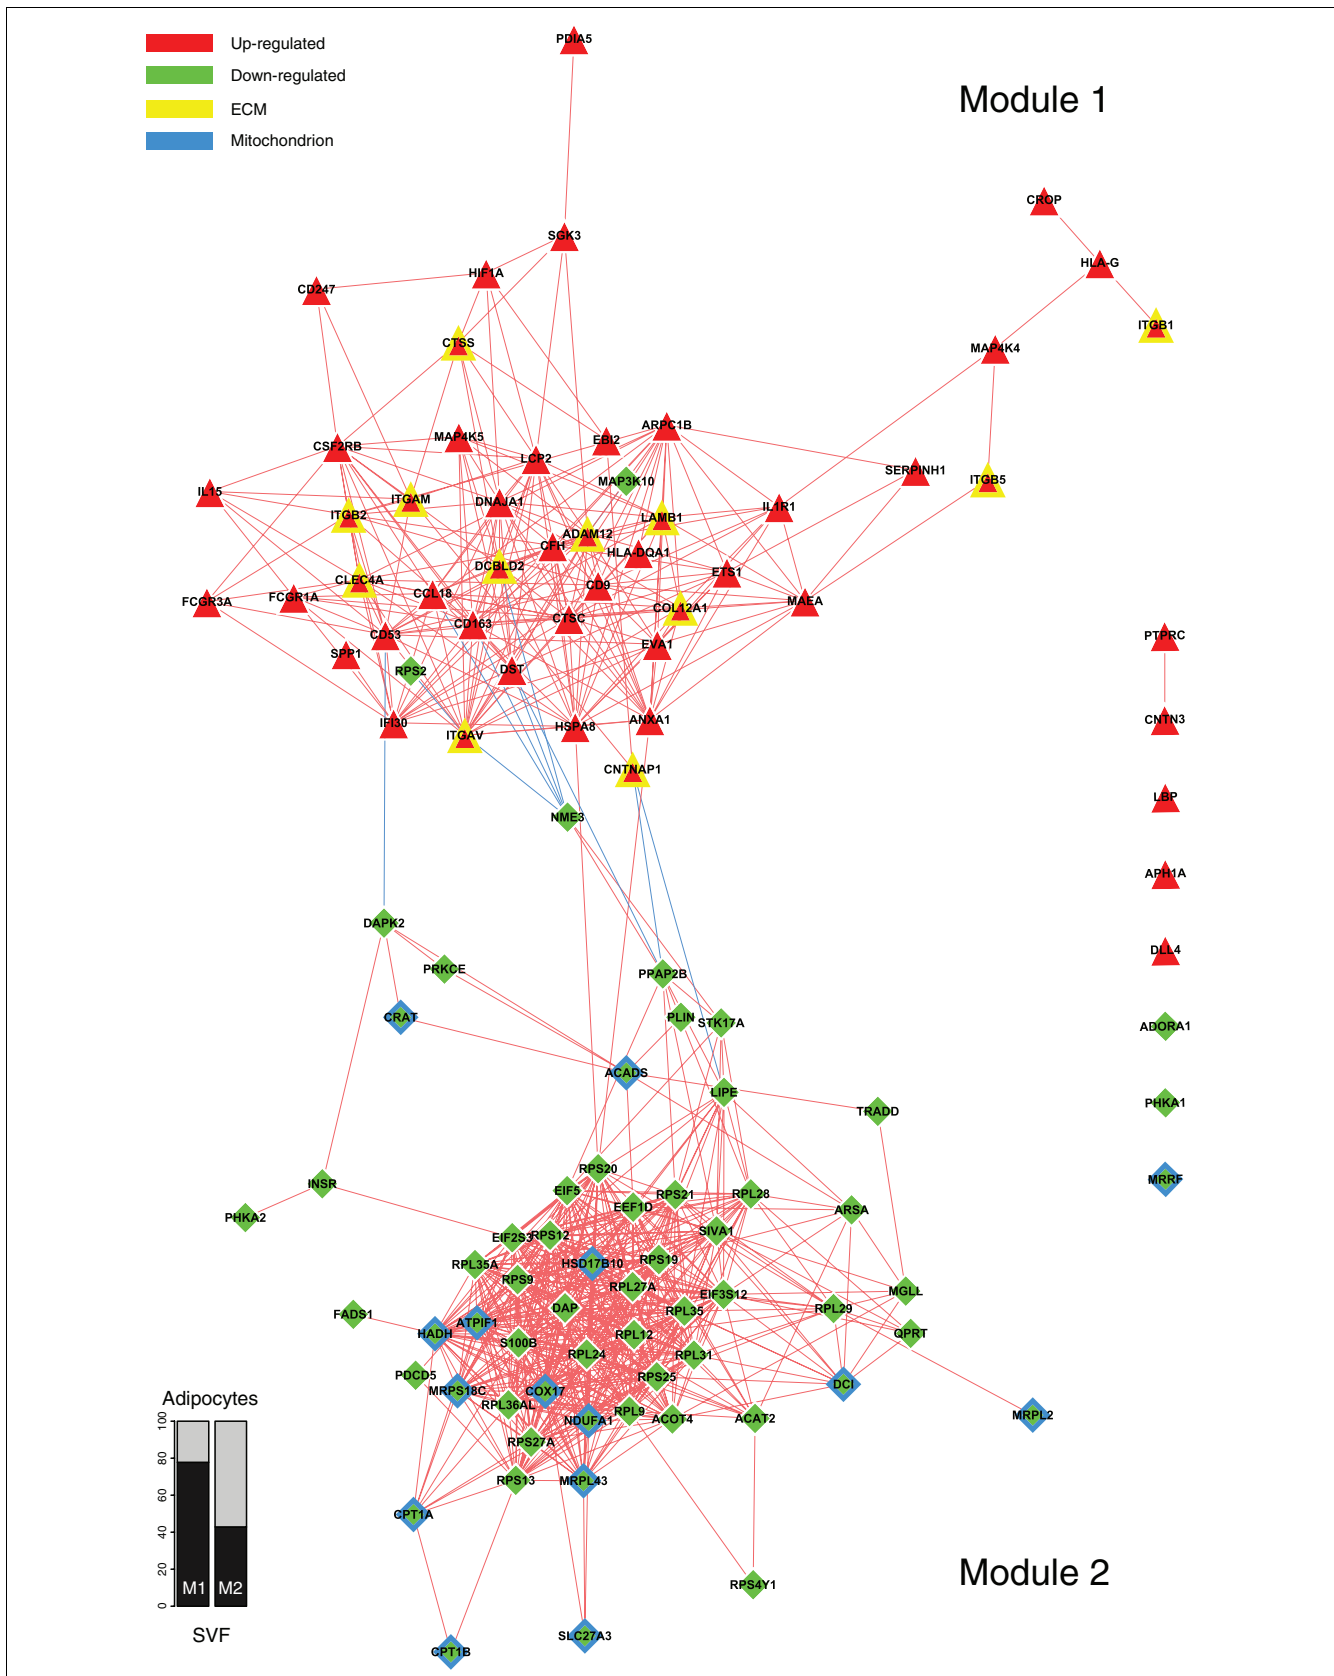 PDIA5
Up-regulated
Down-regulated
ECM
Mitochondrion
Module 1
CROP
SGK3
HLA-G
HIF1A
CD247
ITGB1
CTSS
MAP4K4
ARPC1B
MAP4K5
EBI2
CSF2RB
LCP2
SERPINH1
MAP3K10
ITGB5
IL15
ITGAM
DNAJA1
IL1R1
ITGB2
LAMB1
ADAM12
CFH
HLA-DQA1
DCBLD2
ETS1
CLEC4A
CD9
CCL18
FCGR1A
FCGR3A
MAEA
COL12A1
CTSC
CD163
CD53
PTPRC
EVA1
SPP1
RPS2
DST
IFI30
ITGAV
HSPA8
ANXA1
CNTN3
CNTNAP1
LBP
NME3
APH1A
DAPK2
DLL4
PRKCE
PPAP2B
CRAT
PLIN
STK17A
ADORA1
ACADS
LIPE
PHKA1
TRADD
RPS20
MRRF
INSR
EIF5
RPS21
RPL28
EEF1D
ARSA
PHKA2
SIVA1
EIF2S3
RPS12
RPL35A
HSD17B10
RPS19
RPS9
RPL27A
EIF3S12
MGLL
DAP
RPL35
RPL29
FADS1
ATPIF1
HADH
RPL12
QPRT
S100B
RPL24
RPL31
PDCD5
RPS25
DCI
MRPS18C
COX17
Adipocytes
RPL36AL
RPL9
NDUFA1
ACOT4
ACAT2
MRPL2
100
80
60
40
20
0
RPS27A
RPS13
MRPL43
CPT1A
M1
M2
Module 2
RPS4Y1
SVF
SLC27A3
CPT1B